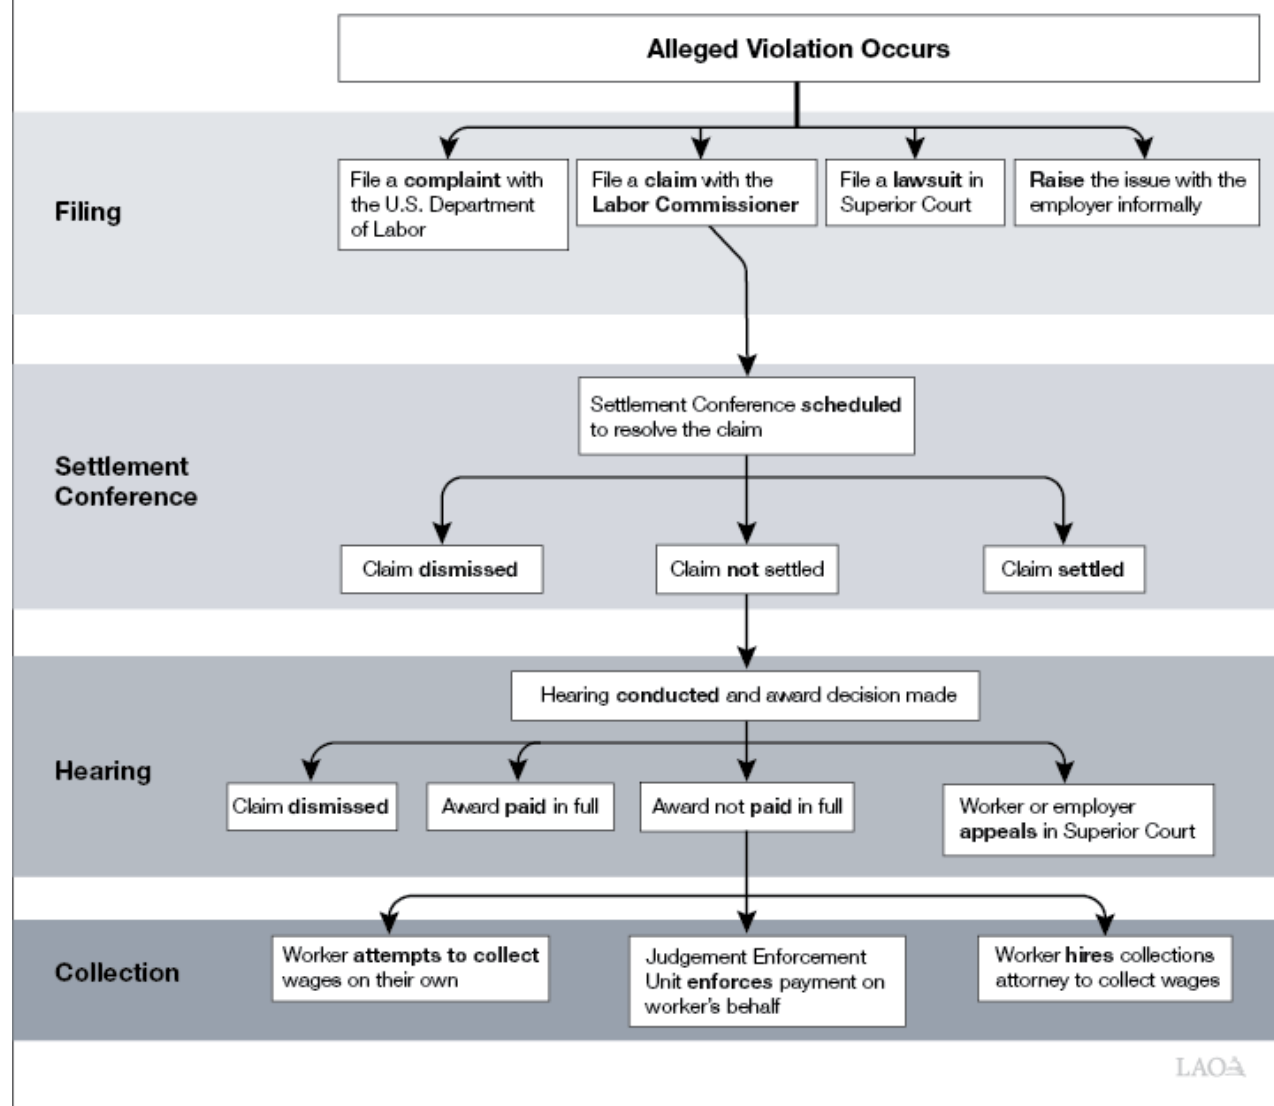 Alleged Violation Occurs
Filing
File a complaint with
the U.S. Department
of Labor
File a claim with the
Labor Commissioner
File a lawsuit in
Superior Court
Raise the issue with the
employer informally
Settlement
Conference
Settlement Conference scheduled
to resolve the claim
Claim dismissed
Claim not settled
Claim settled
Hearing
Hearing conducted and award decision made
Claim dismissed
Award paid in full
Award not paid in full
Worker or employer
appeals in Superior Court
Collection
Worker attempts to collect
wages on their own
Judgement Enforcement
Unit enforces payment on
worker's behalf
Worker hires collections
attorney to collect wages
LAO